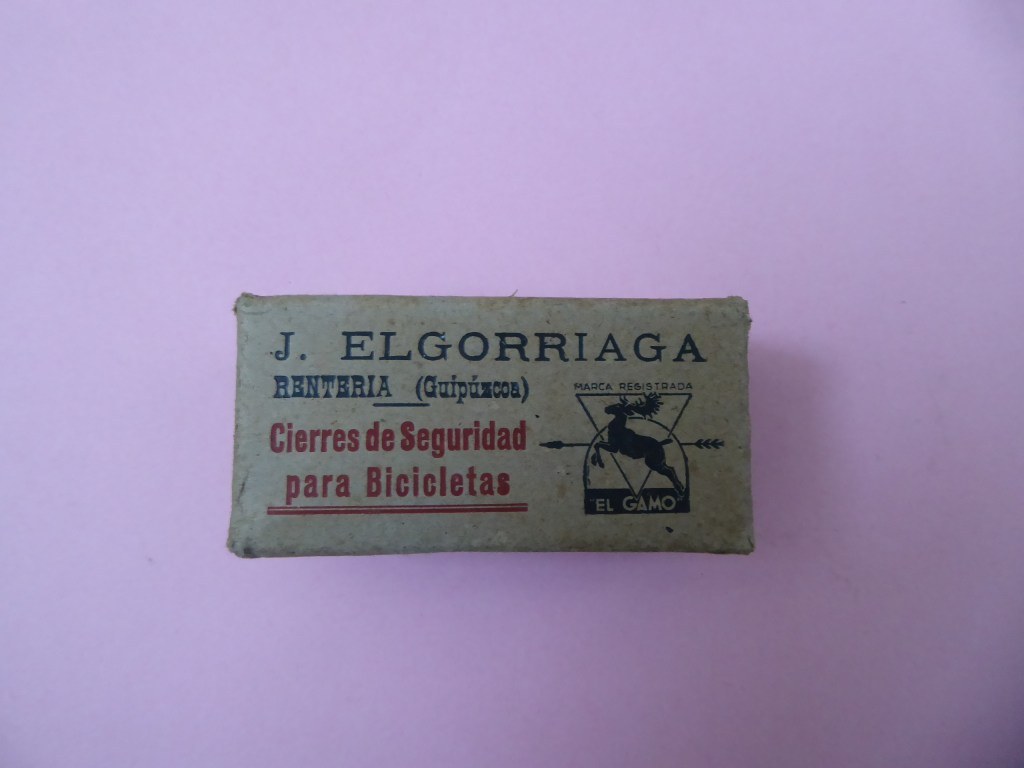 J. ELGORRIAGA
RENTERIA (Guipúzcoa)
Cierres de Seguridad
para Bicicletas
MARCA REGISTRADA
"EL GAMO"